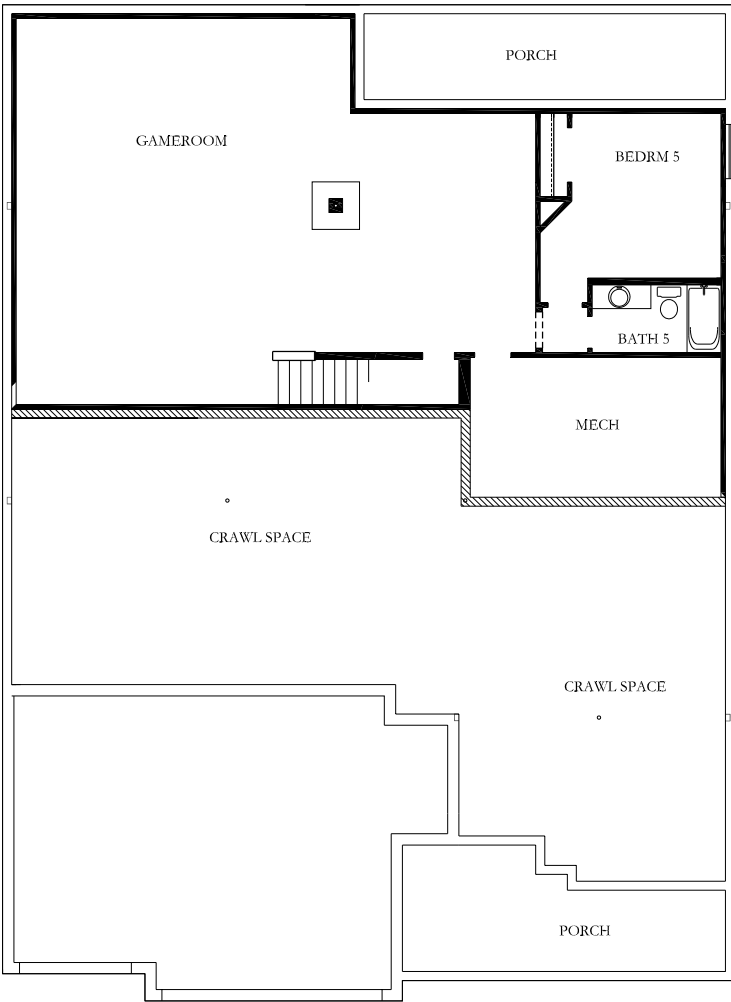 PORCH
GAMEROOM
BEDRM 5
BATH 5
MECH
CRAWL SPACE
CRAWL SPACE
PORCH